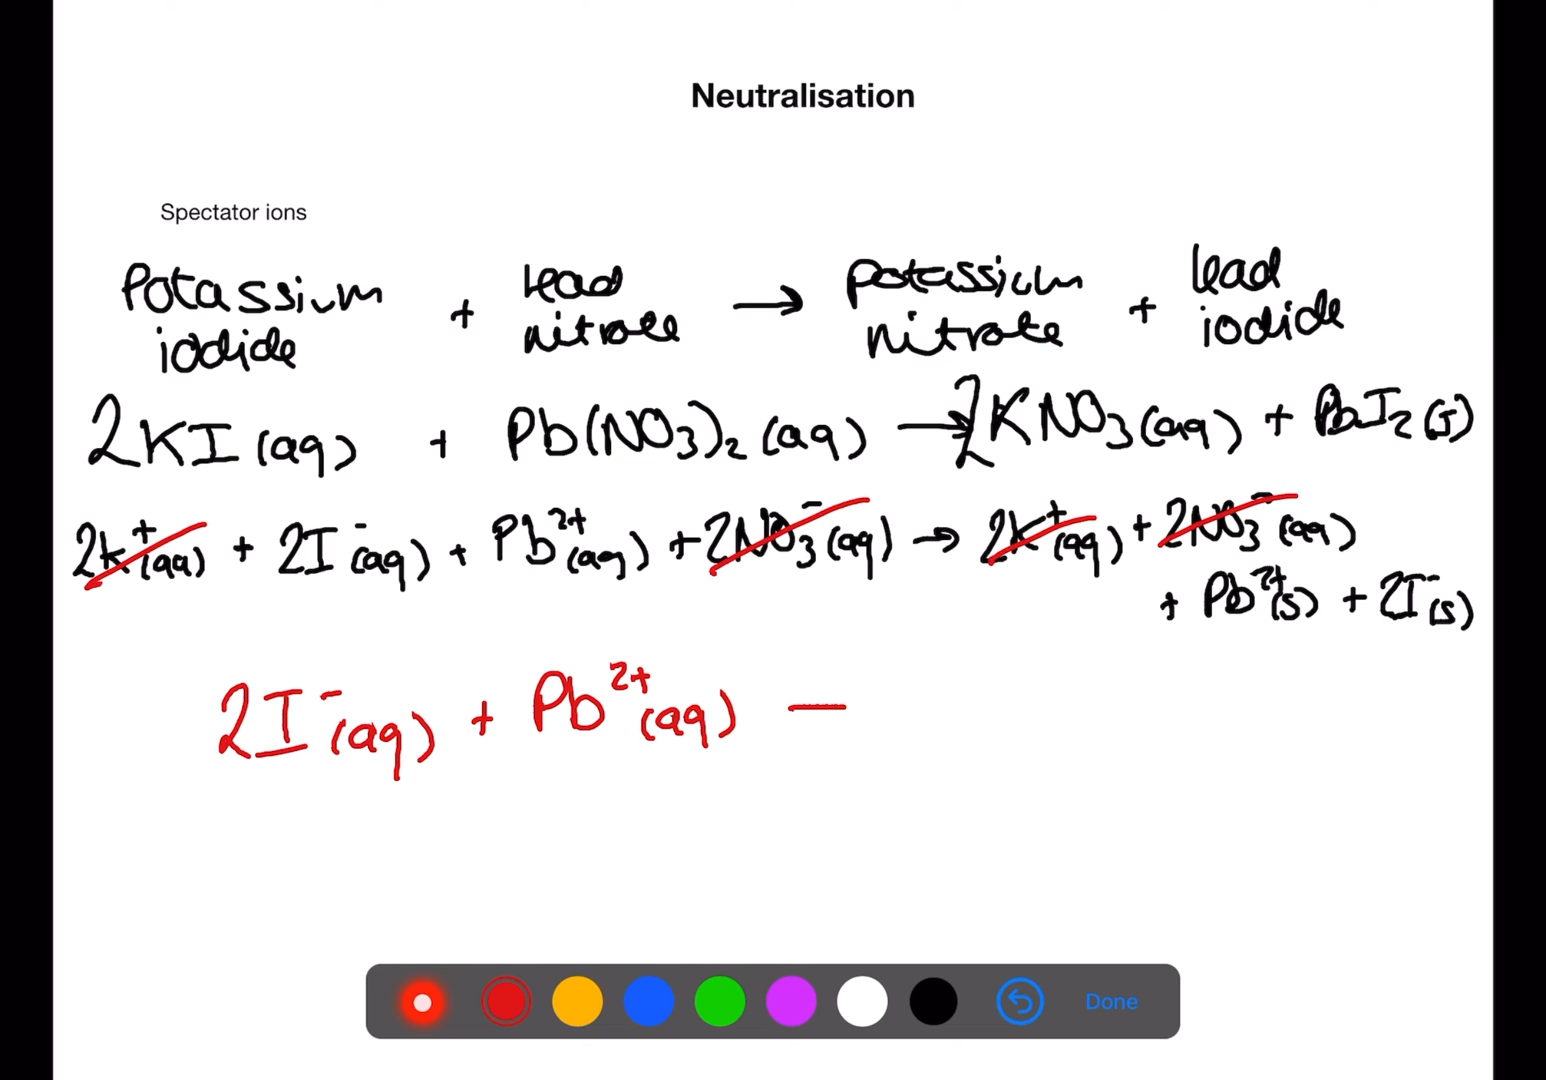 Neutralisation
Spectator ions
Potassium iodide + lead nitrate → potassium nitrate + lead iodide
2KI (aq) + Pb(NO3)2 (aq) → 2KNO3 (aq) + PbI2 (s)
2K⁺(aq) + 2I⁻(aq) + Pb²⁺(aq) + 2NO3⁻(aq) → 2K⁺(aq) + 2NO3⁻(aq)
+ Pb²⁺(s) + 2I⁻(s)
2I⁻(aq) + Pb²⁺(aq) —
Done